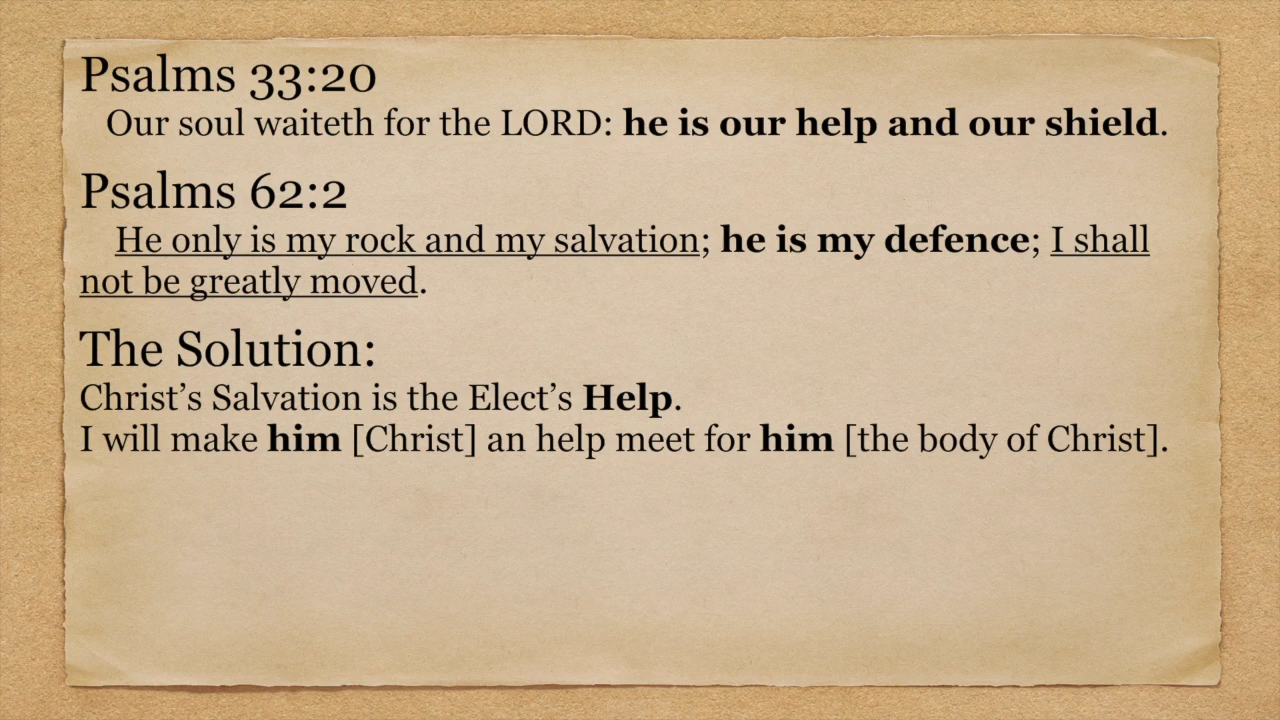 Psalms 33:20
Our soul waiteth for the LORD: he is our help and our shield.
Psalms 62:2
He only is my rock and my salvation; he is my defence; I shall
not be greatly moved.
The Solution:
Christ’s Salvation is the Elect’s Help.
I will make him [Christ] an help meet for him [the body of Christ].